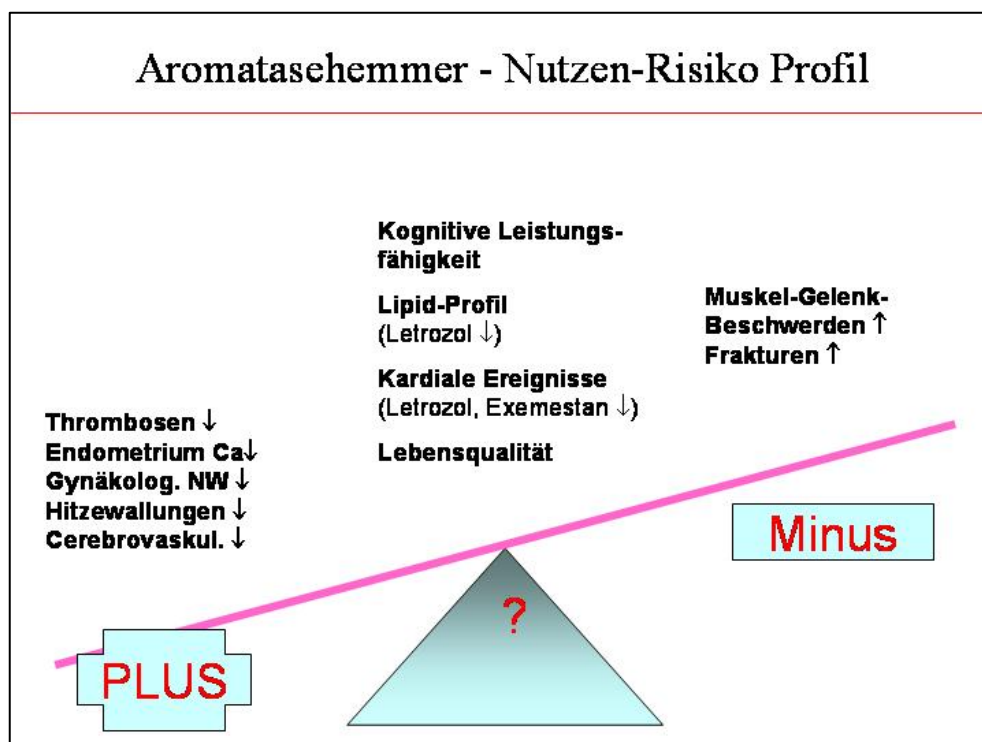 Aromatasehemmer - Nutzen-Risiko Profil
Kognitive Leistungs-
fähigkeit
Lipid-Profil
(Letrozol ↓)
Kardiale Ereignisse
(Letrozol, Exemestan ↓)
Lebensqualität
Muskel-Gelenk-
Beschwerden ↑
Frakturen ↑
Thrombosen ↓
Endometrium Ca↓
Gynäkolog. NW ↓
Hitzewallungen ↓
Cerebrovaskul. ↓
Minus
?
PLUS